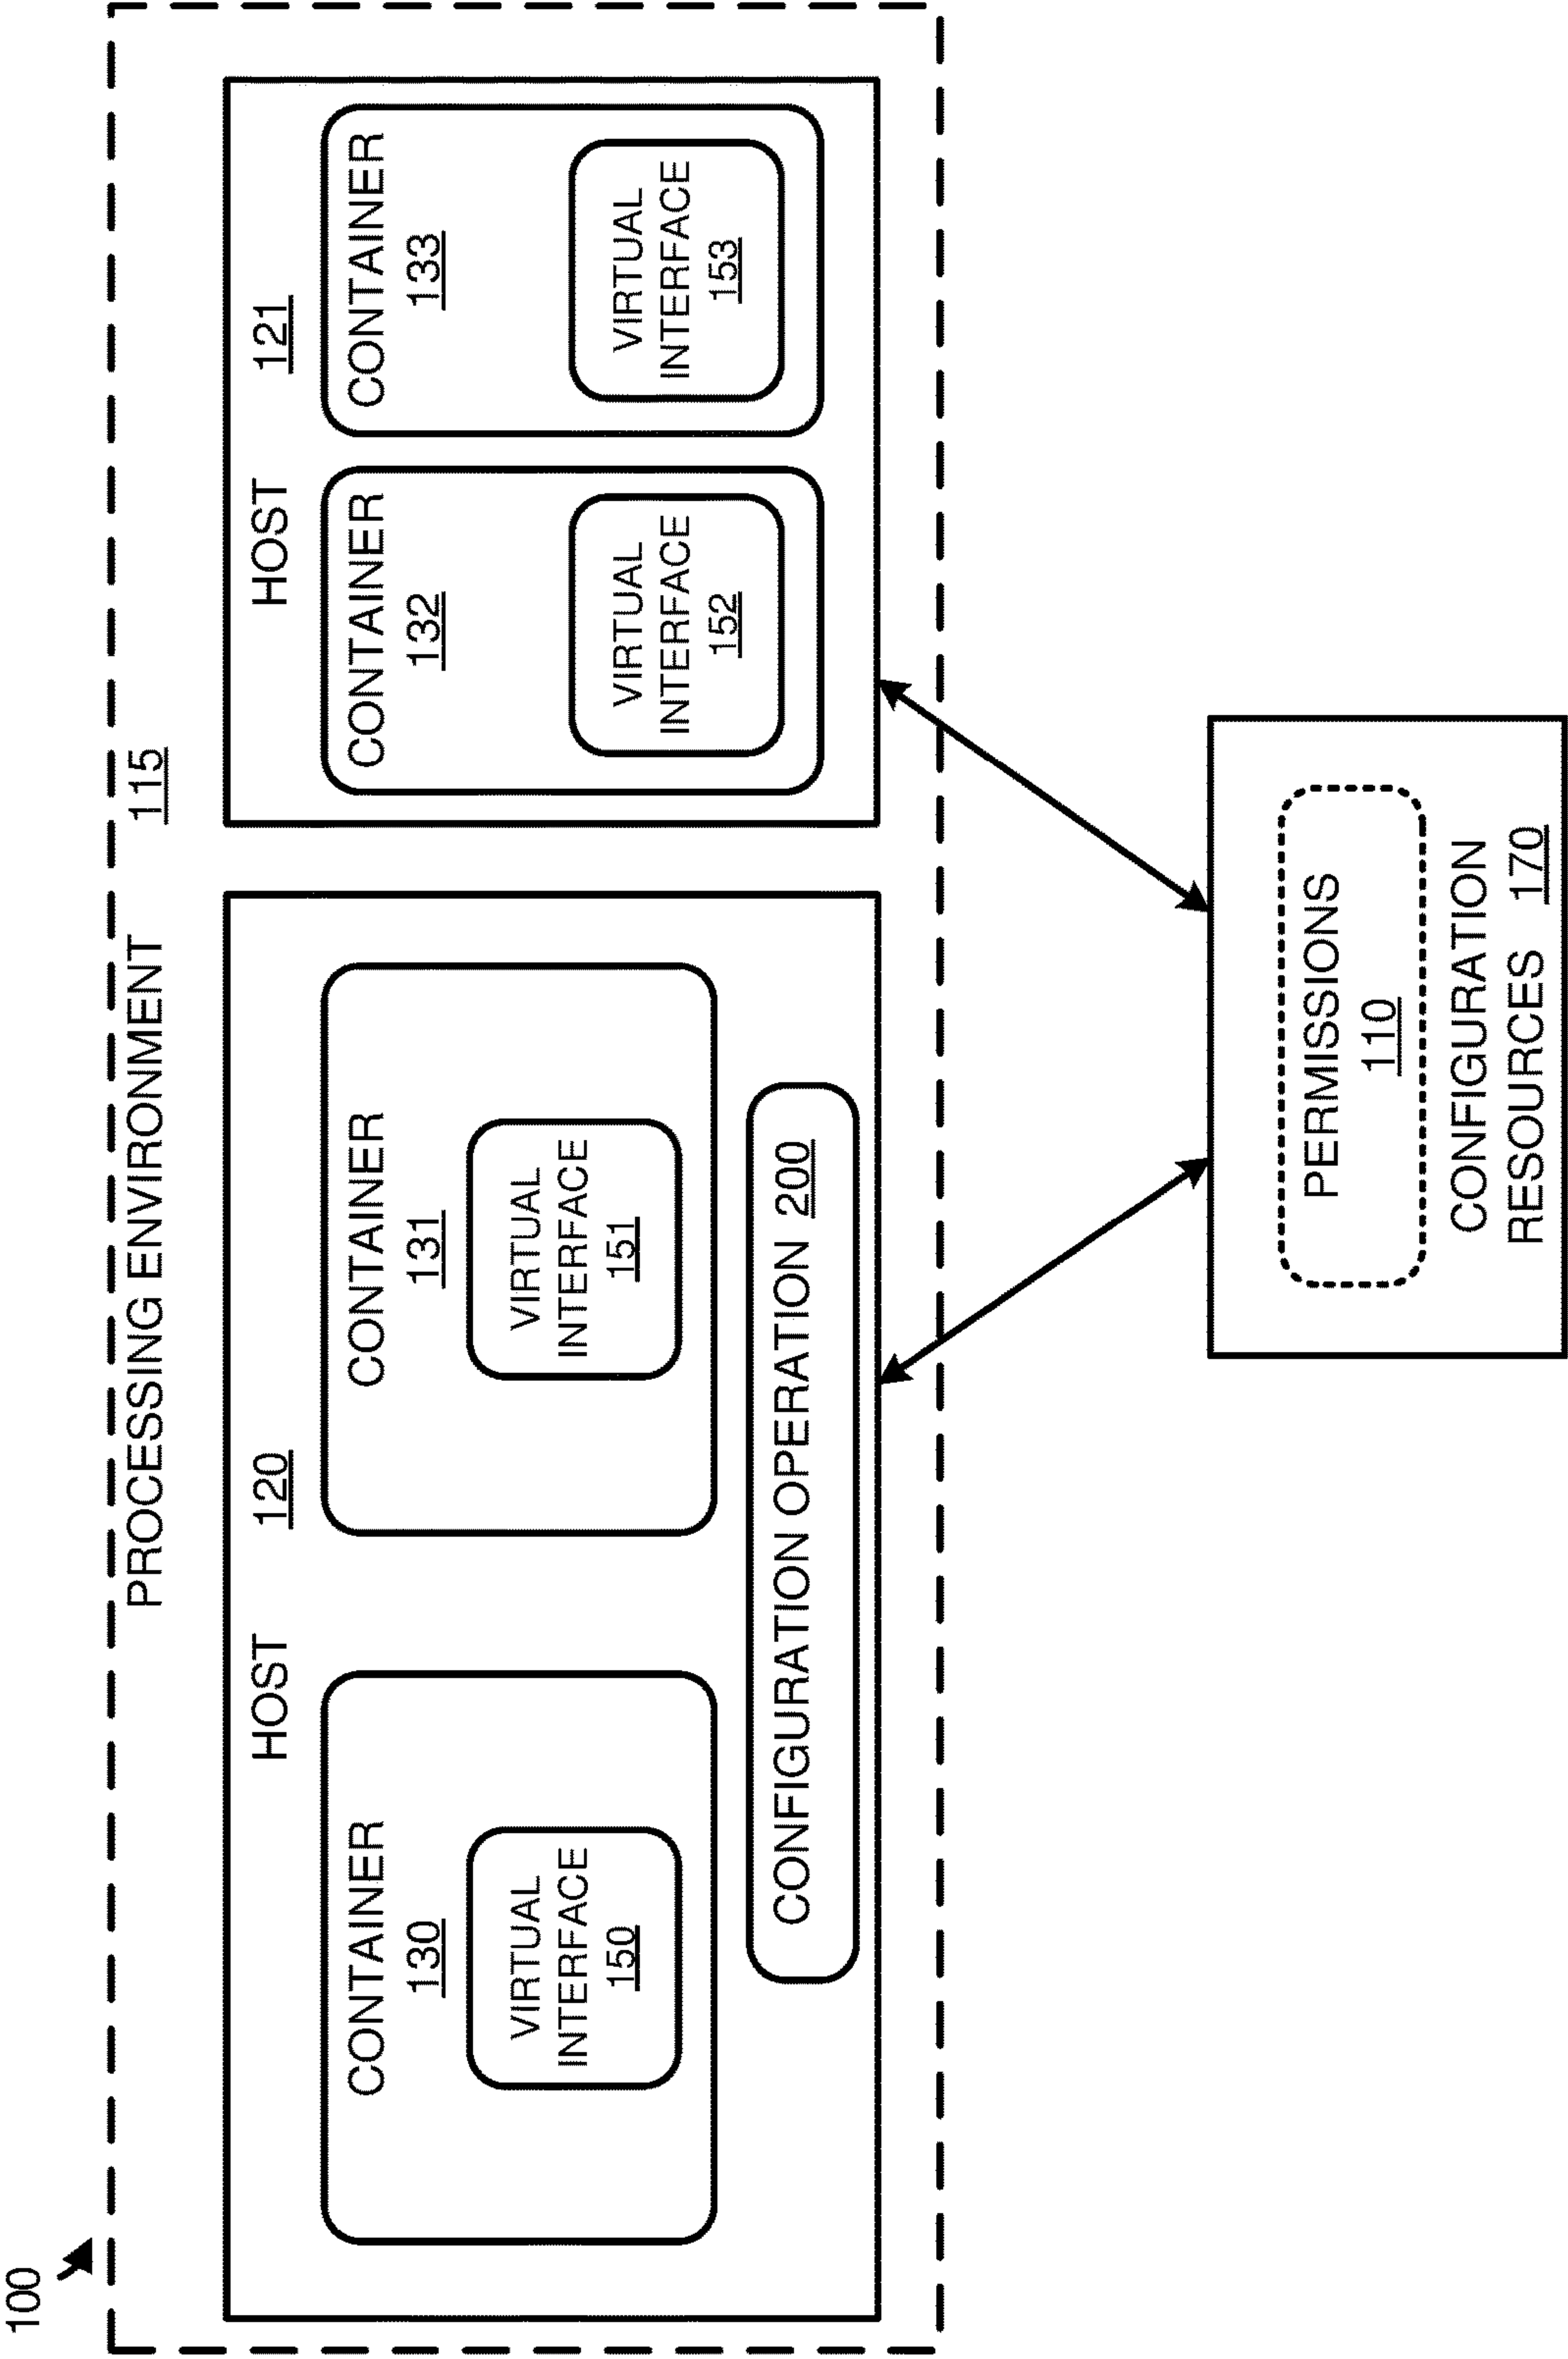 100
PROCESSING ENVIRONMENT 115
HOST 120
CONTAINER
130
VIRTUAL
INTERFACE
150
CONTAINER
131
VIRTUAL
INTERFACE
151
CONFIGURATION OPERATION 200
HOST 121
CONTAINER
132
VIRTUAL
INTERFACE
152
CONTAINER
133
VIRTUAL
INTERFACE
153
PERMISSIONS
110
CONFIGURATION
RESOURCES 170